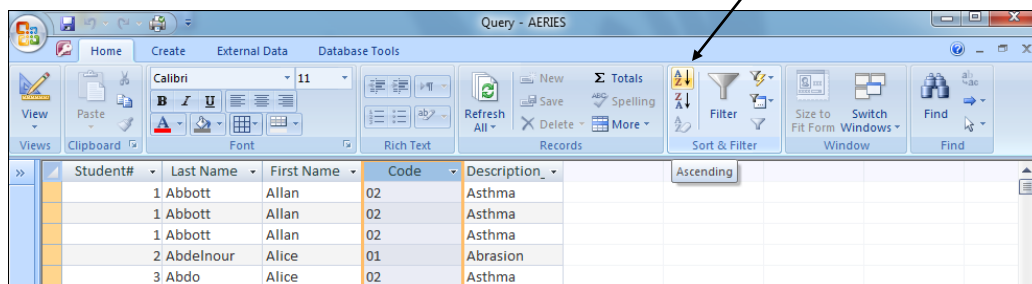 Query - AERIES
Home Create External Data Database Tools
Calibri 11
B I U
A
View
Paste
Refresh All
New
Save
Delete
Σ Totals
ABC Spelling
More
A Z
Z A
A Z
Filter
Size to Fit Form
Switch Windows
Find
ab ac
Views Clipboard Font Rich Text Records Sort & Filter Window Find
Ascending
Student# Last Name First Name Code Description_
1 Abbott Allan 02 Asthma
1 Abbott Allan 02 Asthma
1 Abbott Allan 02 Asthma
2 Abdelnour Alice 01 Abrasion
3 Abdo Alice 02 Asthma